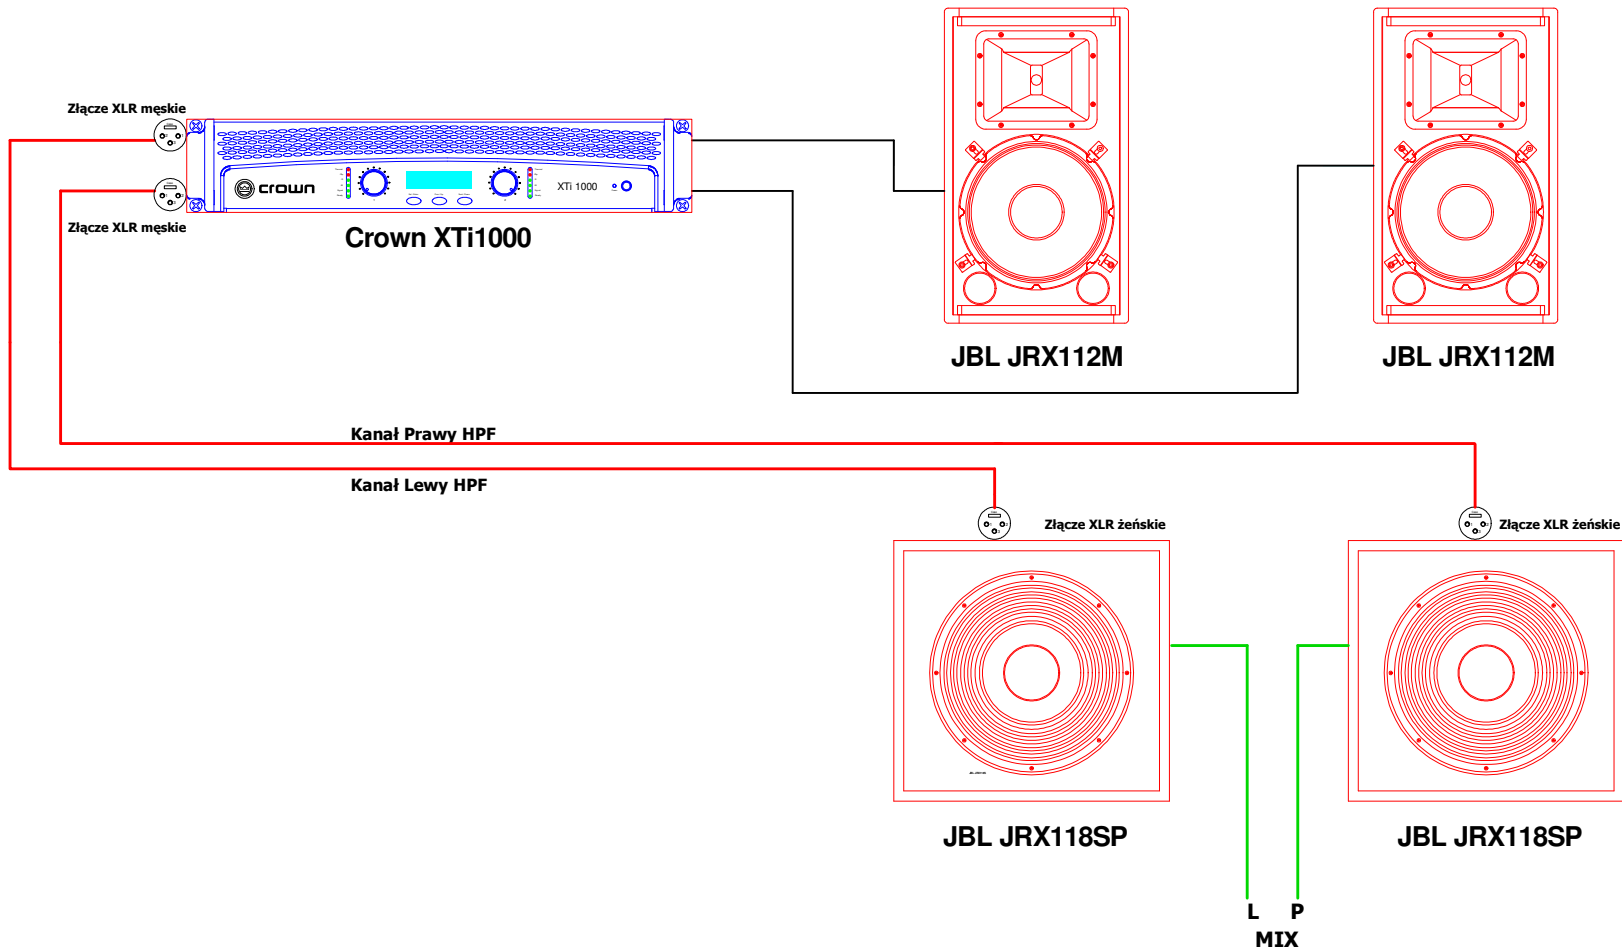 Złącze XLR męskie
crown
XTi 1000
Złącze XLR męskie
Crown XTi1000
JBL JRX112M
JBL JRX112M
Kanał Prawy HPF
Kanał Lewy HPF
Złącze XLR żeńskie
Złącze XLR żeńskie
JBL JRX118SP
JBL JRX118SP
L P
MIX